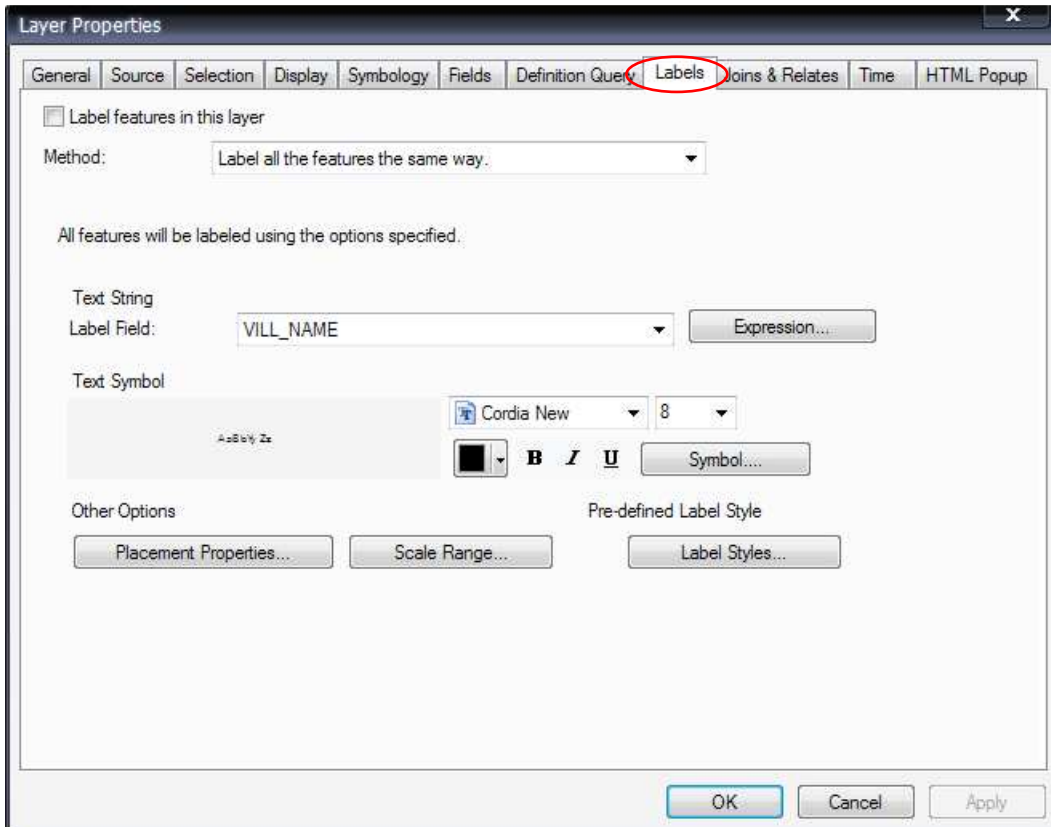 Layer Properties
x
General Source Selection Display Symbology Fields Definition Query Labels Joins & Relates Time HTML Popup
Label features in this layer
Method: Label all the features the same way.
All features will be labeled using the options specified.
Text String
Label Field: VILL_NAME Expression...
Text Symbol
Cordia New 8
AaBbYy Zz
B I U Symbol....
Other Options Pre-defined Label Style
Placement Properties... Scale Range... Label Styles...
OK Cancel Apply